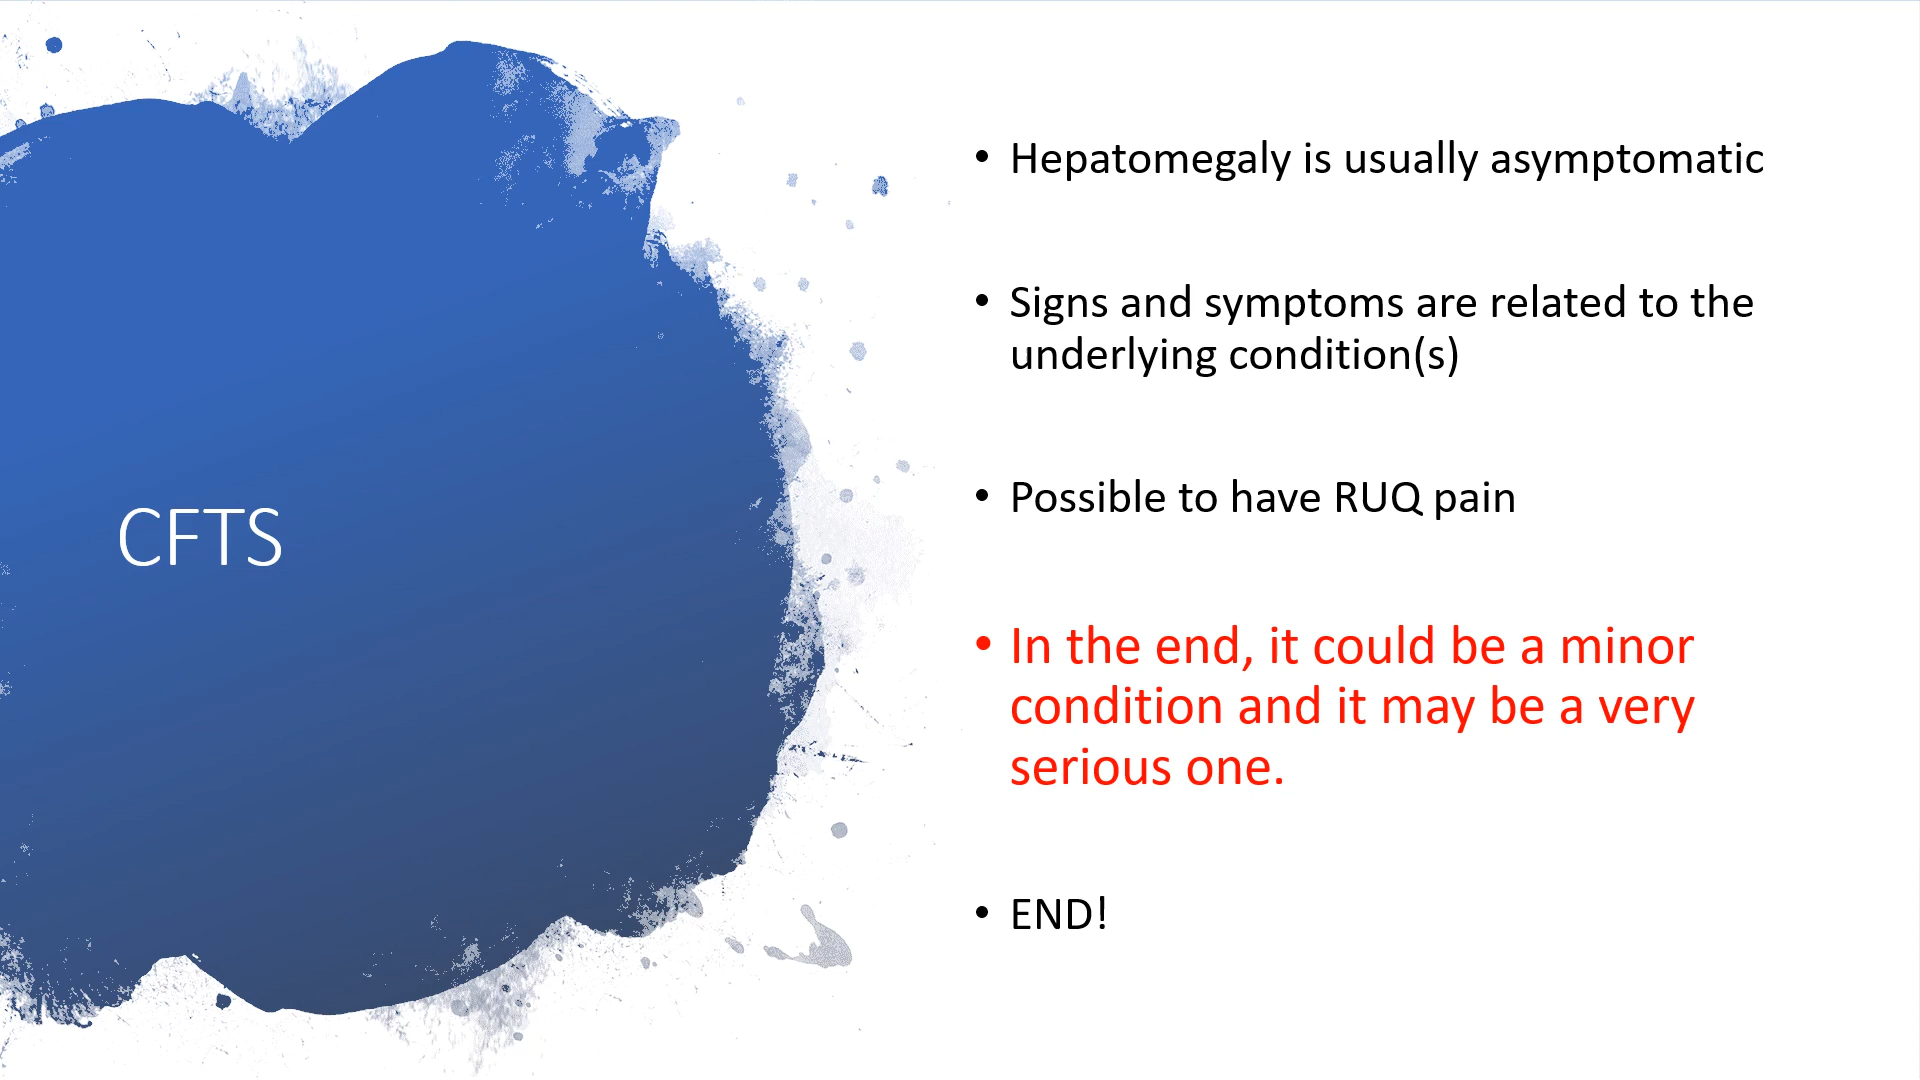 CFTS
• Hepatomegaly is usually asymptomatic
• Signs and symptoms are related to the
underlying condition(s)
• Possible to have RUQ pain
• In the end, it could be a minor
condition and it may be a very
serious one.
• END!